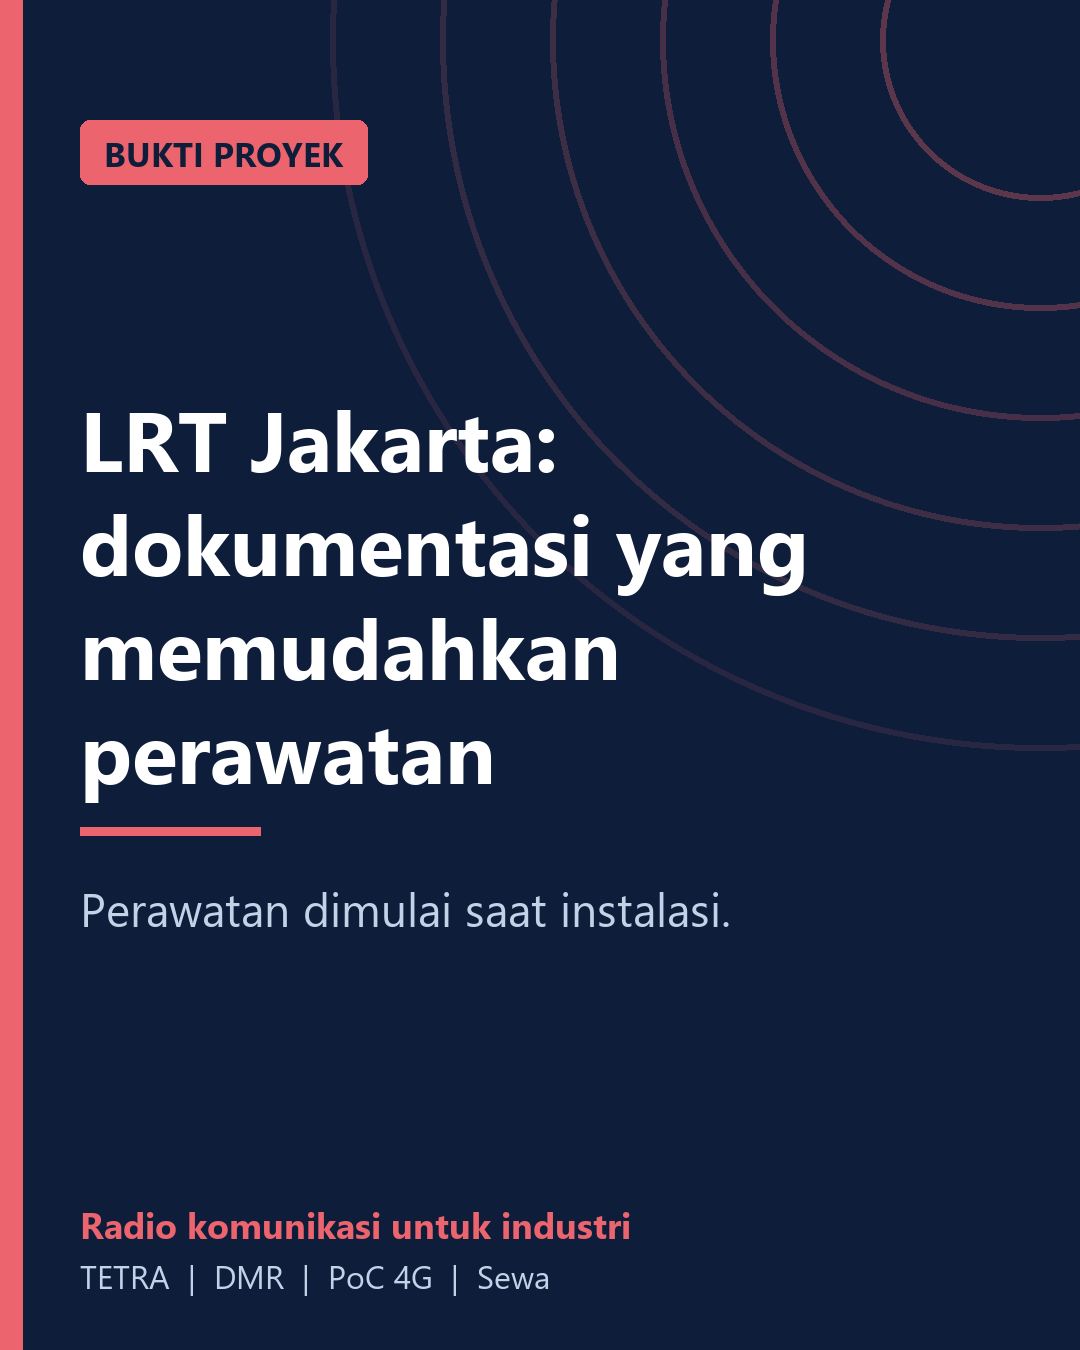 BUKTI PROYEK
LRT Jakarta:
dokumentasi yang
memudahkan
perawatan
Perawatan dimulai saat instalasi.
Radio komunikasi untuk industri
TETRA | DMR | PoC 4G | Sewa